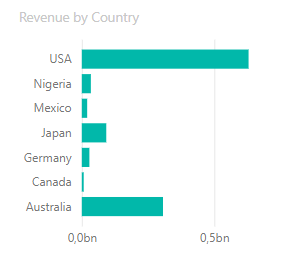 Revenue by Country
USA
Nigeria
Mexico
Japan
Germany
Canada
Australia
0,0bn 0,5bn